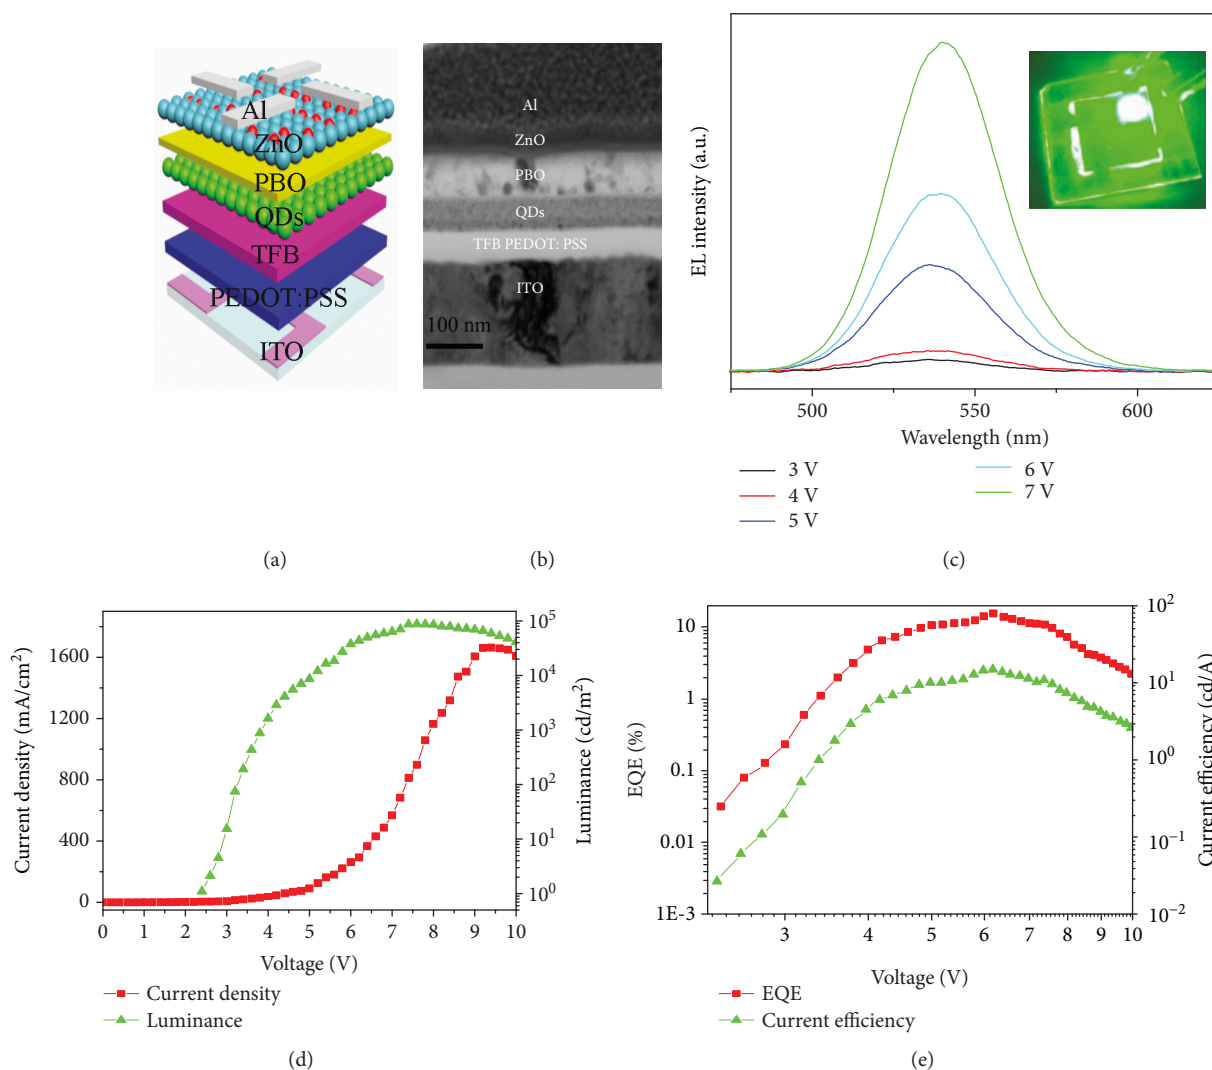 Al
ZnO
PBO
QDs
TFB
PEDOT:PSS
ITO
(a)
Al
ZnO
PBO
QDs
TFB PEDOT: PSS
ITO
100 nm
(b)
EL intensity (a.u.)
500 550 600
Wavelength (nm)
3 V
4 V
5 V
6 V
7 V
(c)
Current density (mA/cm²)
1600
1200
800
400
0
0 1 2 3 4 5 6 7 8 9 10
Voltage (V)
10⁵
10⁴
10³
10²
10¹
10⁰
Luminance (cd/m²)
Current density
Luminance
(d)
EQE (%)
10
1
0.1
0.01
1E-3
3 4 5 6 7 8 9 10
Voltage (V)
10²
10¹
10⁰
10⁻¹
10⁻²
Current efficiency (cd/A)
EQE
Current efficiency
(e)